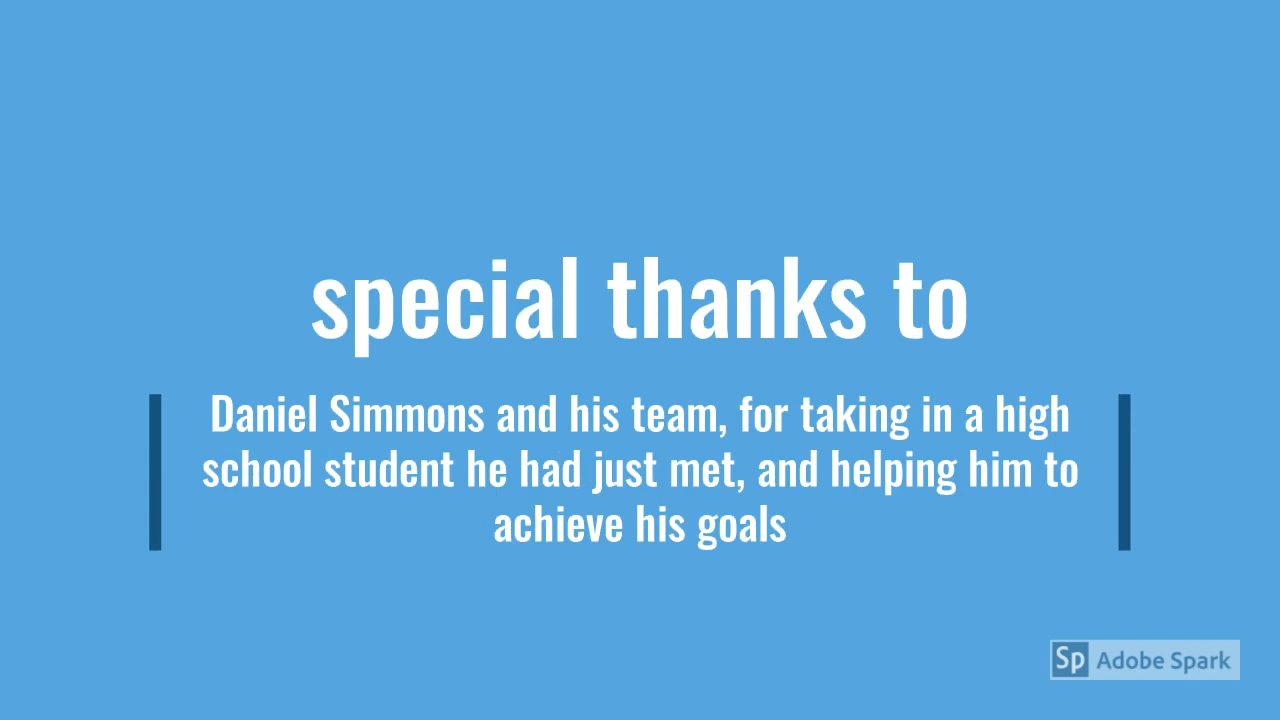 special thanks to
Daniel Simmons and his team, for taking in a high
school student he had just met, and helping him to
achieve his goals
Sp Adobe Spark